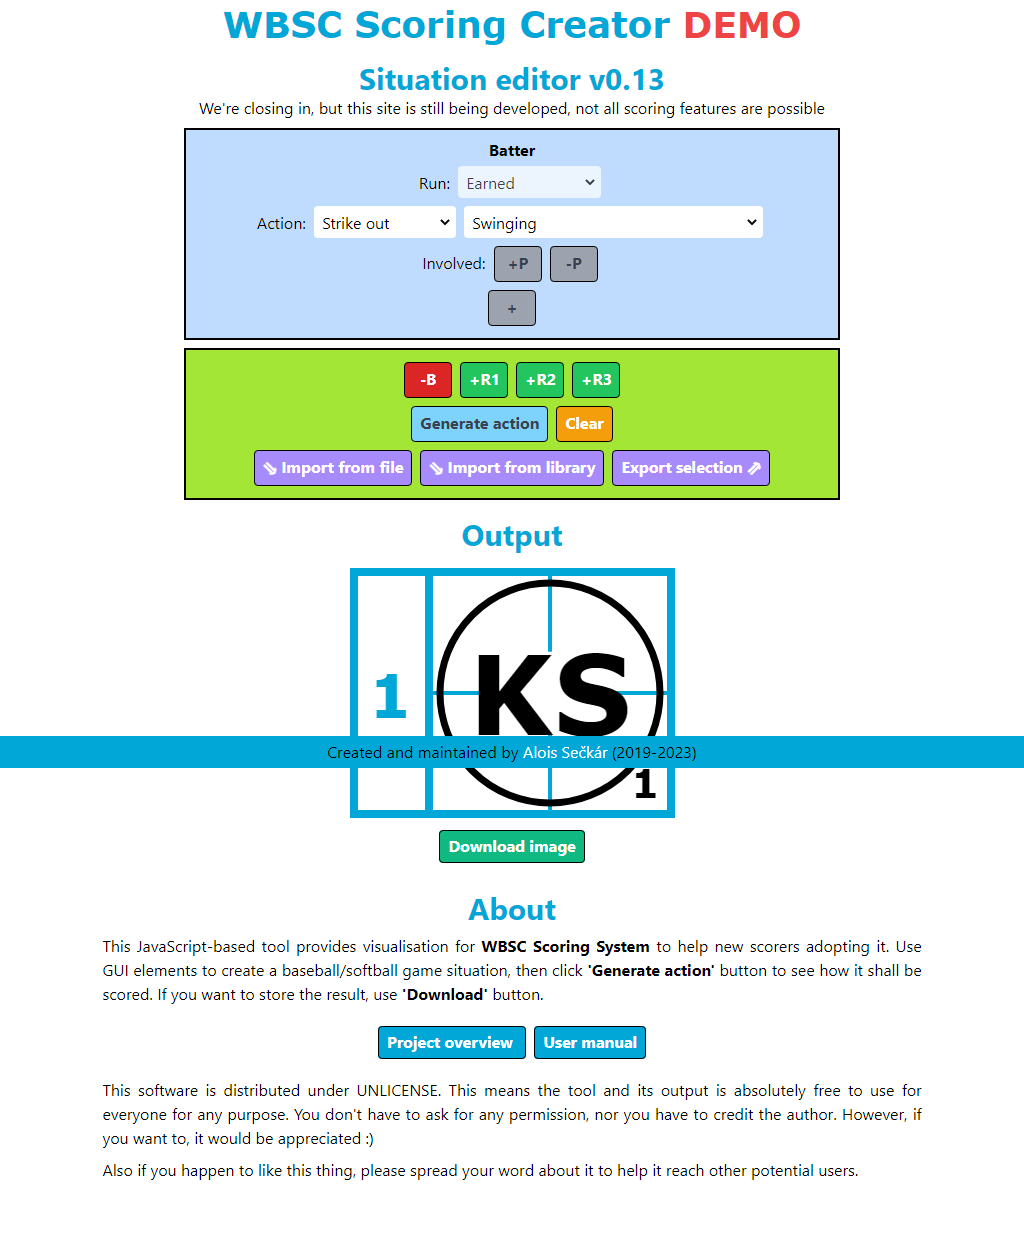 WBSC Scoring Creator DEMO
Situation editor v0.13
We're closing in, but this site is still being developed, not all scoring features are possible
Batter
Run: Earned
Action: Strike out Swinging
Involved: +P -P
+
-B +R1 +R2 +R3
Generate action Clear
⇘ Import from file ⇘ Import from library Export selection ⇗
Output
KS
1
Created and maintained by Alois Sečkár (2019-2023)
1
Download image
About
This JavaScript-based tool provides visualisation for WBSC Scoring System to help new scorers adopting it. Use
GUI elements to create a baseball/softball game situation, then click 'Generate action' button to see how it shall be
scored. If you want to store the result, use 'Download' button.
Project overview User manual
This software is distributed under UNLICENSE. This means the tool and its output is absolutely free to use for
everyone for any purpose. You don't have to ask for any permission, nor you have to credit the author. However, if
you want to, it would be appreciated :)
Also if you happen to like this thing, please spread your word about it to help it reach other potential users.